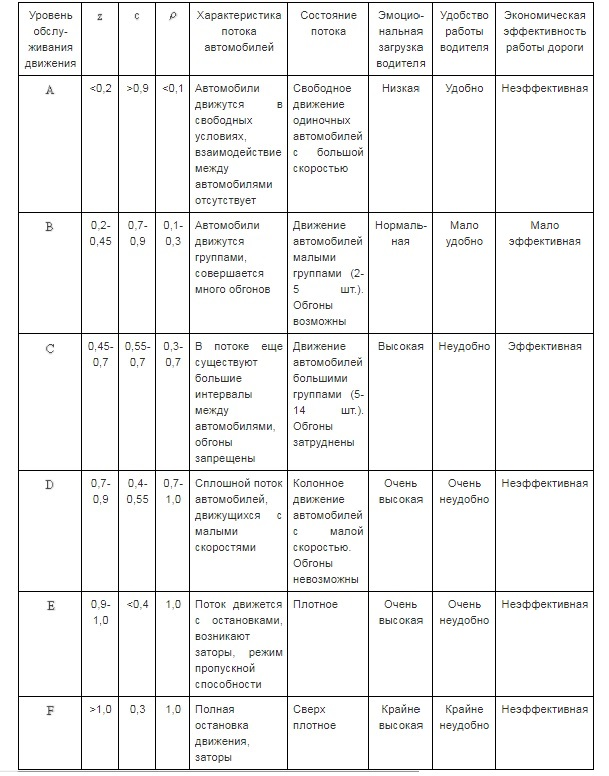 Уровень
обслу-
живания
движения
z
c
ρ
Характеристика
потока
автомобилей
Состояние
потока
Эмоцио-
нальная
загрузка
водителя
Удобство
работы
водителя
Экономическая
эффективность
работы дороги
A
<0,2
>0,9
<0,1
Автомобили
движутся в
свободных
условиях,
взаимодействие
между
автомобилями
отсутствует
Свободное
движение
одиночных
автомобилей
с большой
скоростью
Низкая
Удобно
Неэффективная
B
0,2-
0,45
0,7-
0,9
0,1-
0,3
Автомобили
движутся
группами,
совершается
много обгонов
Движение
автомобилей
малыми
группами (2-
5 шт.).
Обгоны
возможны
Нормаль-
ная
Мало
удобно
Мало
эффективная
C
0,45-
0,7
0,55-
0,7
0,3-
0,7
В потоке еще
существуют
большие
интервалы
между
автомобилями,
обгоны
запрещены
Движение
автомобилей
большими
группами (5-
14 шт.).
Обгоны
затруднены
Высокая
Неудобно
Эффективная
D
0,7-
0,9
0,4-
0,55
0,7-
1,0
Сплошной поток
автомобилей,
движущихся с
малыми
скоростями
Колонное
движение
автомобилей
с малой
скоростью.
Обгоны
невозможны
Очень
высокая
Очень
неудобно
Неэффективная
E
0,9-
1,0
<0,4
1,0
Поток движется
с остановками,
возникают
заторы, режим
пропускной
способности
Плотное
Очень
высокая
Очень
неудобно
Неэффективная
F
>1,0
0,3
1,0
Полная
остановка
движения,
заторы
Сверх
плотное
Крайне
высокая
Крайне
неудобно
Неэффективная